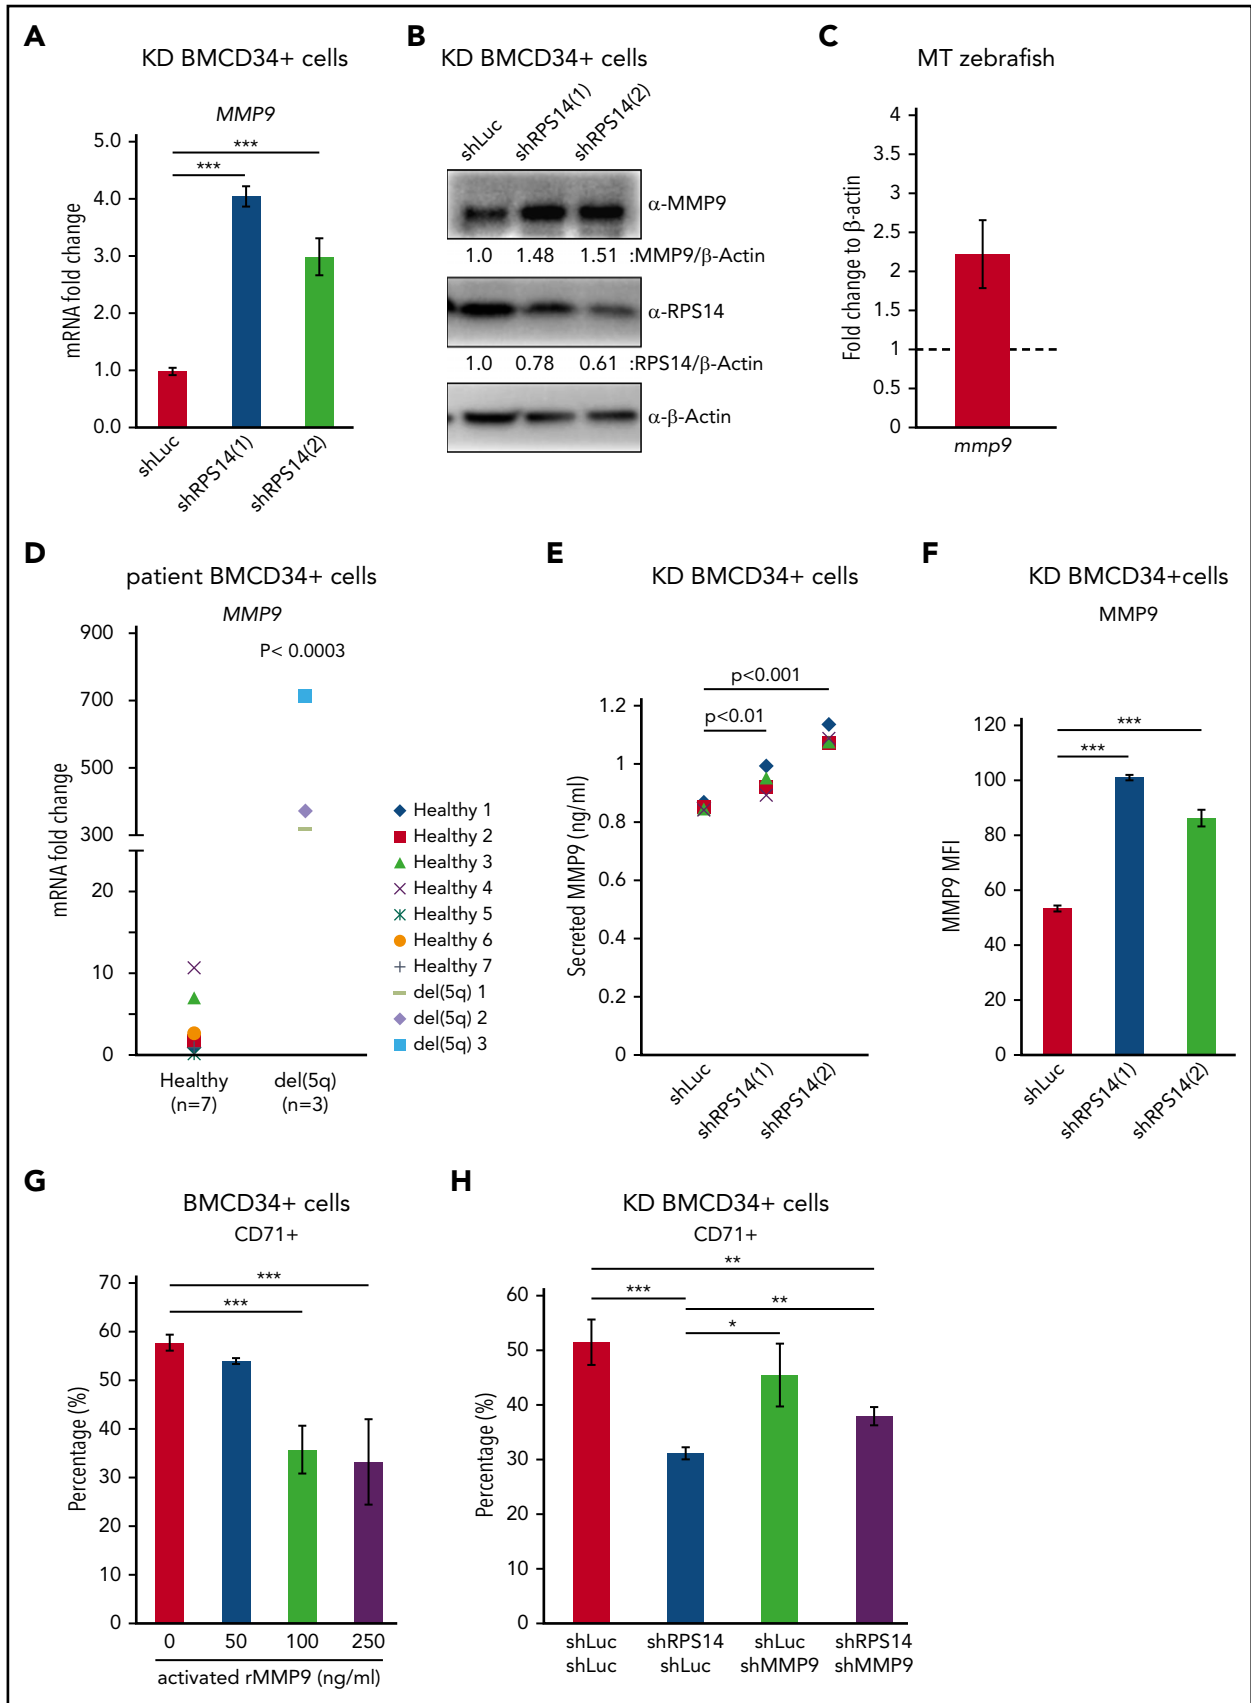 A
KD BMCD34+ cells
MMP9
mRNA fold change
5.0
4.0
3.0
2.0
1.0
0.0
***
***
shLuc
shRPS14(1)
shRPS14(2)
B
KD BMCD34+ cells
shLuc
shRPS14(1)
shRPS14(2)
α-MMP9
1.0 1.48 1.51 :MMP9/β-Actin
α-RPS14
1.0 0.78 0.61 :RPS14/β-Actin
α-β-Actin
C
MT zebrafish
Fold change to β-actin
4
3.5
3
2.5
2
1.5
1
0.5
0
mmp9
D
patient BMCD34+ cells
MMP9
P< 0.0003
mRNA fold change
900
700
500
300
20
10
0
Healthy
(n=7)
del(5q)
(n=3)
Healthy 1
Healthy 2
Healthy 3
Healthy 4
Healthy 5
Healthy 6
Healthy 7
del(5q) 1
del(5q) 2
del(5q) 3
E
KD BMCD34+ cells
p<0.001
p<0.01
Secreted MMP9 (ng/ml)
1.2
1
0.8
0.6
0.4
0.2
0
shLuc
shRPS14(1)
shRPS14(2)
F
KD BMCD34+cells
MMP9
***
***
MMP9 MFI
120
100
80
60
40
20
0
shLuc
shRPS14(1)
shRPS14(2)
G
BMCD34+ cells
CD71+
***
***
Percentage (%)
70
60
50
40
30
20
10
0
0 50 100 250
activated rMMP9 (ng/ml)
H
KD BMCD34+ cells
CD71+
**
***
**
*
Percentage (%)
60
50
40
30
20
10
0
shLuc shRPS14 shLuc shRPS14
shLuc shLuc shMMP9 shMMP9